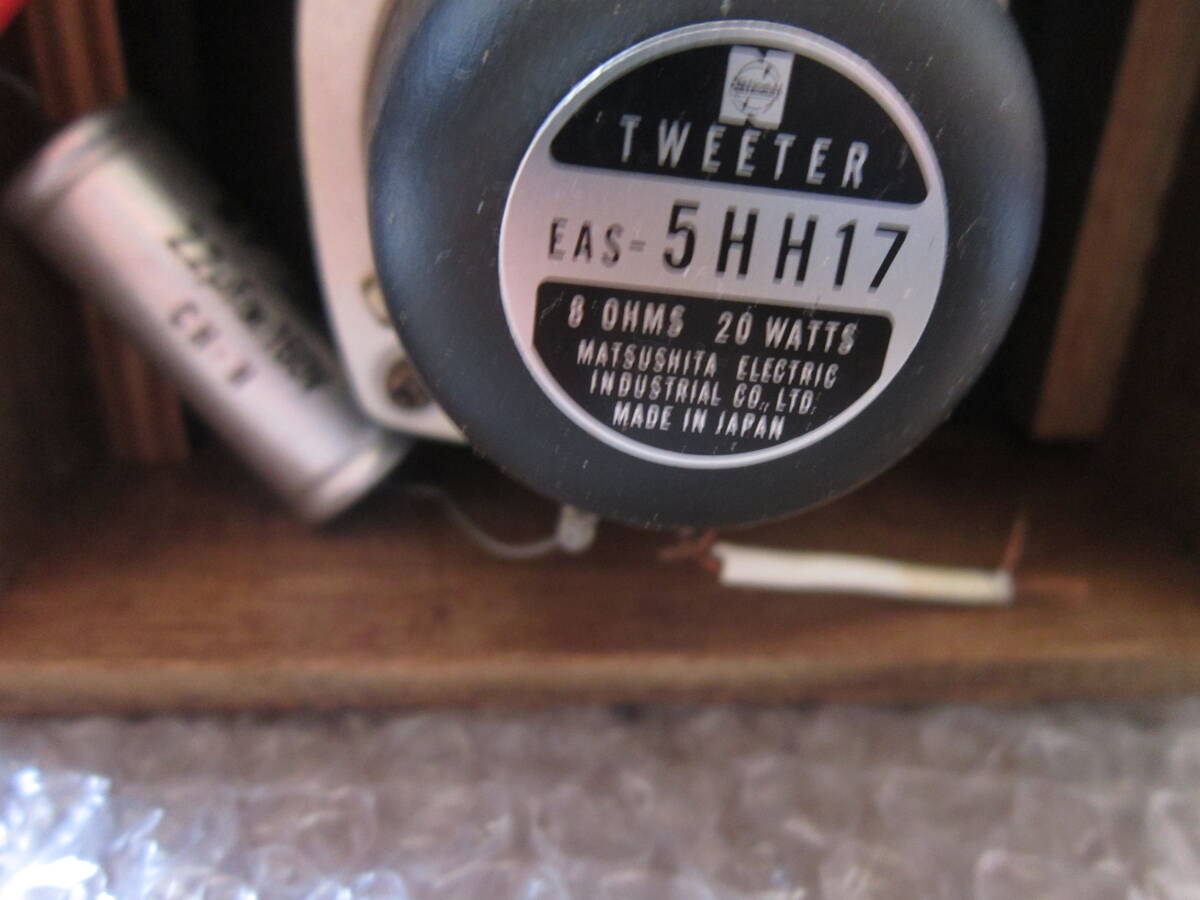 TWEETER
EAS-5HH17
8 OHMS 20 WATTS
MATSUSHITA ELECTRIC
INDUSTRIAL CO., LTD.
MADE IN JAPAN